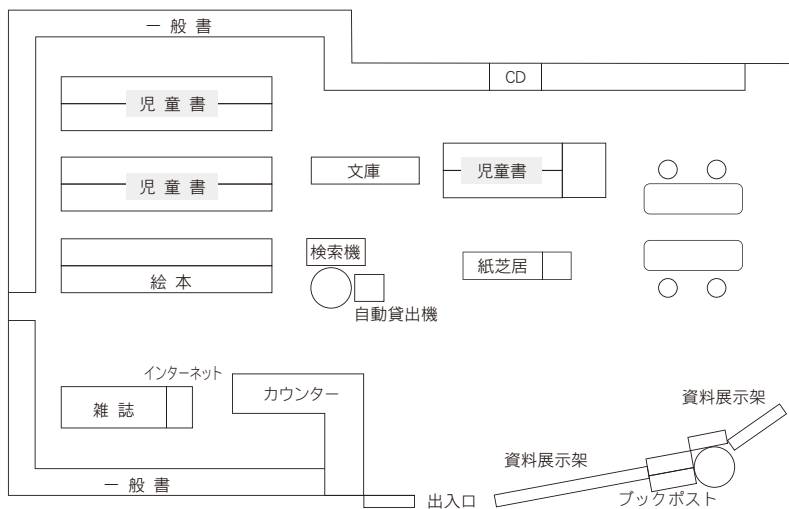 一般書
CD
児童書
児童書
文庫
児童書
検索機
絵本
紙芝居
自動貸出機
インターネット
カウンター
雑誌
資料展示架
資料展示架
一般書
出入口
ブックポスト